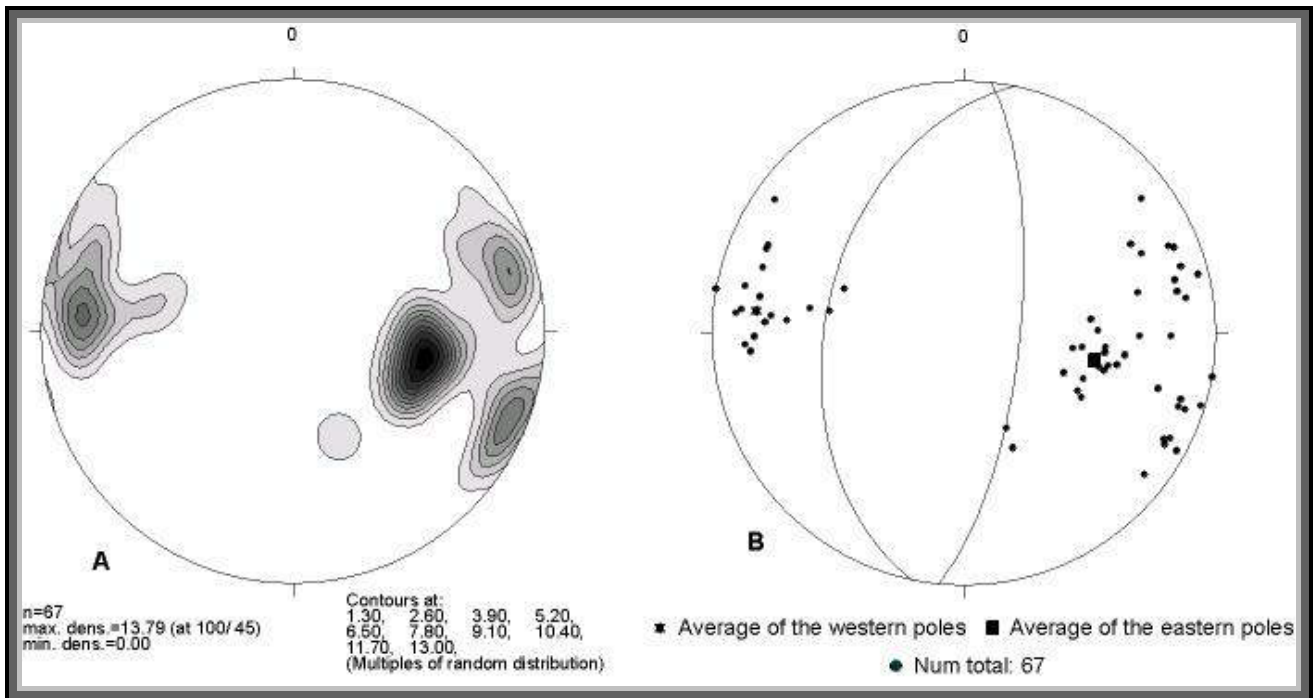 0
A
n=67
max. dens.=13.79 (at 100/ 45)
min. dens.=0.00
Contours at:
1.30, 2.60, 3.90, 5.20,
6.50, 7.80, 9.10, 10.40,
11.70, 13.00,
(Multiples of random distribution)
0
B
Average of the western poles
Average of the eastern poles
Num total: 67